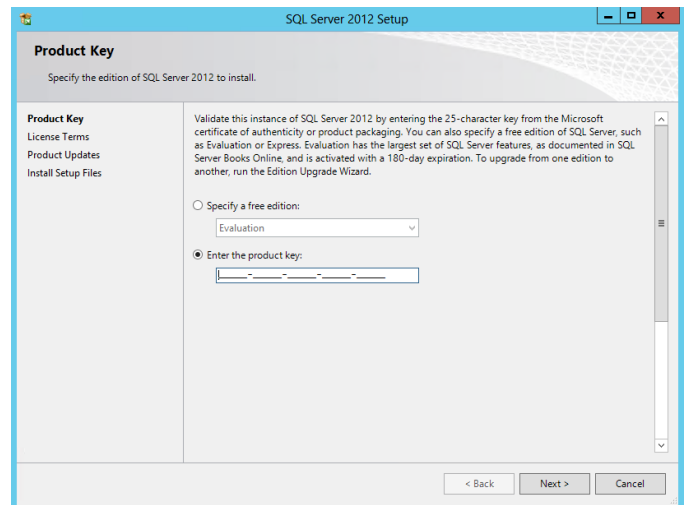 SQL Server 2012 Setup
Product Key
Specify the edition of SQL Server 2012 to install.
Product Key
License Terms
Product Updates
Install Setup Files
Validate this instance of SQL Server 2012 by entering the 25-character key from the Microsoft
certificate of authenticity or product packaging. You can also specify a free edition of SQL Server, such
as Evaluation or Express. Evaluation has the largest set of SQL Server features, as documented in SQL
Server Books Online, and is activated with a 180-day expiration. To upgrade from one edition to
another, run the Edition Upgrade Wizard.
Specify a free edition:
Evaluation
Enter the product key:
_____-_____-_____-_____-_____
< Back
Next >
Cancel